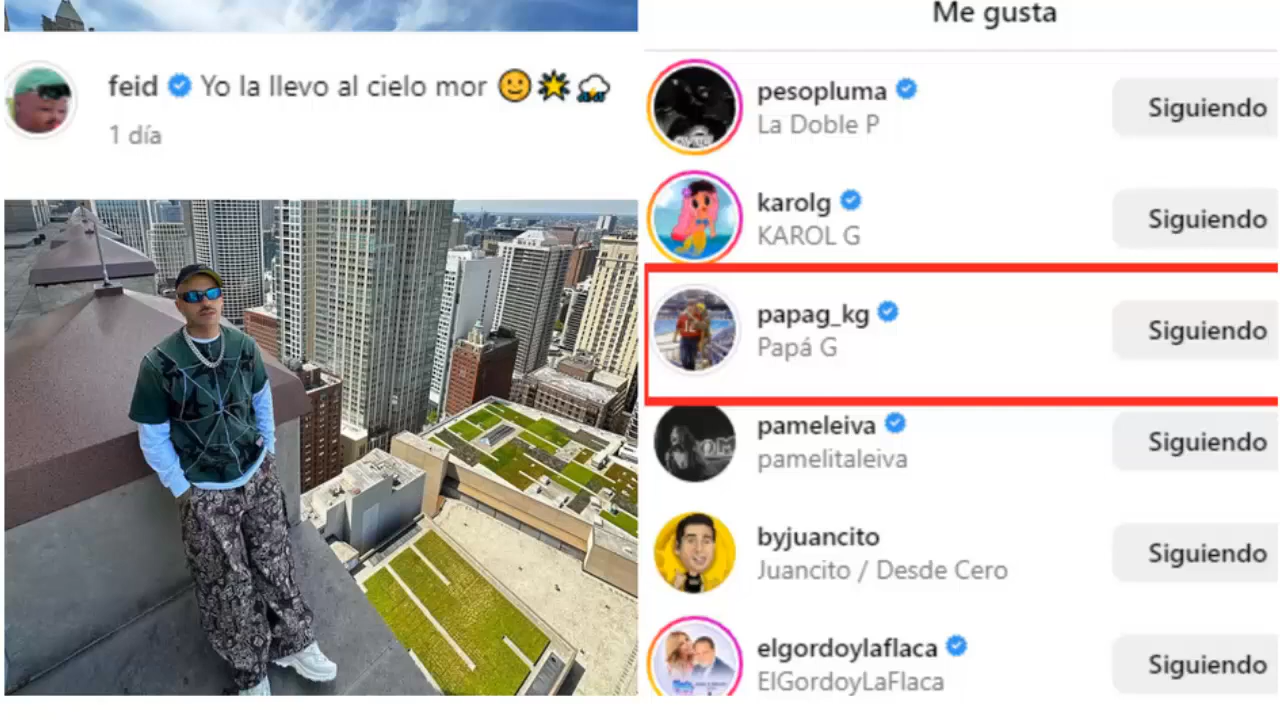 feid Yo la llevo al cielo mor
1 día
Me gusta
pesopluma
La Doble P
Siguiendo
karolg
KAROL G
Siguiendo
papag_kg
Papá G
Siguiendo
pameleiva
pamelitaleiva
Siguiendo
byjuancito
Juancito / Desde Cero
Siguiendo
elgordoylaflaca
ElGordoyLaFlaca
Siguiendo